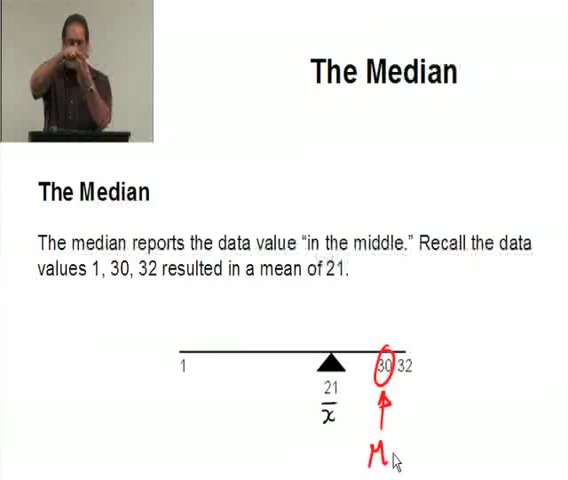 The Median
The Median
The median reports the data value “in the middle.” Recall the data
values 1, 30, 32 resulted in a mean of 21.
1 30 32
21
x̅
M